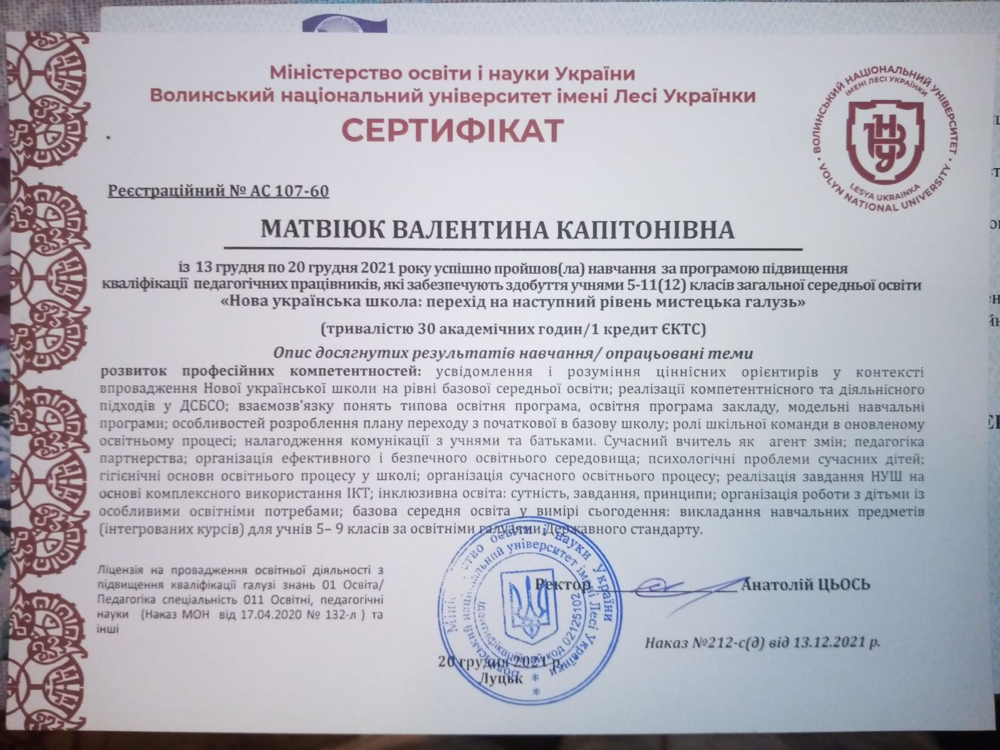 Міністерство освіти і науки України
Волинський національний університет імені Лесі Українки
СЕРТИФІКАТ
ВОЛИНСЬКИЙ НАЦІОНАЛЬНИЙ УНІВЕРСИТЕТ
ІМЕНІ ЛЕСІ УКРАЇНКИ
ВНУ
LESYA UKRAINKA
VOLYN NATIONAL UNIVERSITY
Реєстраційний № АС 107-60
МАТВІЮК ВАЛЕНТИНА КАПІТОНІВНА
із 13 грудня по 20 грудня 2021 року успішно пройшов(ла) навчання за програмою підвищення
кваліфікації педагогічних працівників, які забезпечують здобуття учнями 5-11(12) класів загальної середньої освіти
«Нова українська школа: перехід на наступний рівень мистецька галузь»
(тривалістю 30 академічних годин/1 кредит ЄКТС)
Опис досягнутих результатів навчання/ опрацьовані теми
розвиток професійних компетентностей: усвідомлення і розуміння ціннісних орієнтирів у контексті
впровадження Нової української школи на рівні базової середньої освіти; реалізації компетентнісного та діяльнісного
підходів у ДСБСО; взаємозв’язку понять типова освітня програма, освітня програма закладу, модельні навчальні
програми; особливостей розроблення плану переходу з початкової в базову школу; ролі шкільної команди в оновленому
освітньому процесі; налагодження комунікації з учнями та батьками. Сучасний вчитель як агент змін; педагогіка
партнерства; організація ефективного і безпечного освітнього середовища; психологічні проблеми сучасних дітей;
гігієнічні основи освітнього процесу у школі; організація сучасного освітнього процесу; реалізація завдання НУШ на
основі комплексного використання ІКТ; інклюзивна освіта: сутність, завдання, принципи; організація роботи з дітьми із
особливими освітніми потребами; базова середня освіта у вимірі сьогодення: викладання навчальних предметів
(інтегрованих курсів) для учнів 5– 9 класів за освітніми галузями Державного стандарту.
Ліцензія на провадження освітньої діяльності з
підвищення кваліфікації галузі знань 01 Освіта/
Педагогіка спеціальність 011 Освітні, педагогічні
науки (Наказ МОН від 17.04.2020 № 132-л ) та
інші
Ректор Анатолій ЦЬОСЬ
Наказ №212-с(д) від 13.12.2021 р.
20 грудня 2021 р.
Луцьк
освіти і науки України
Волинський національний університет імені Лесі Українки
Ідентифікаційний код 02125102